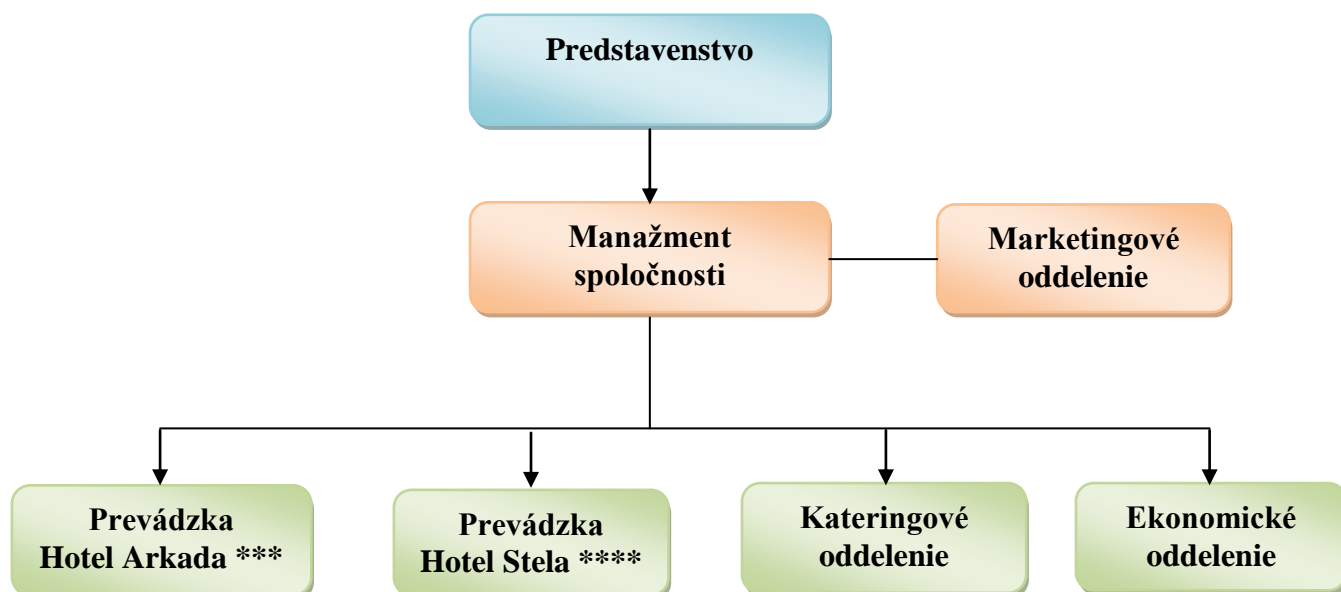 Predstavenstvo
Manažment
spoločnosti
Marketingové
oddelenie
Prevádzka
Hotel Arkada ***
Prevádzka
Hotel Stela ****
Kateringové
oddelenie
Ekonomické
oddelenie